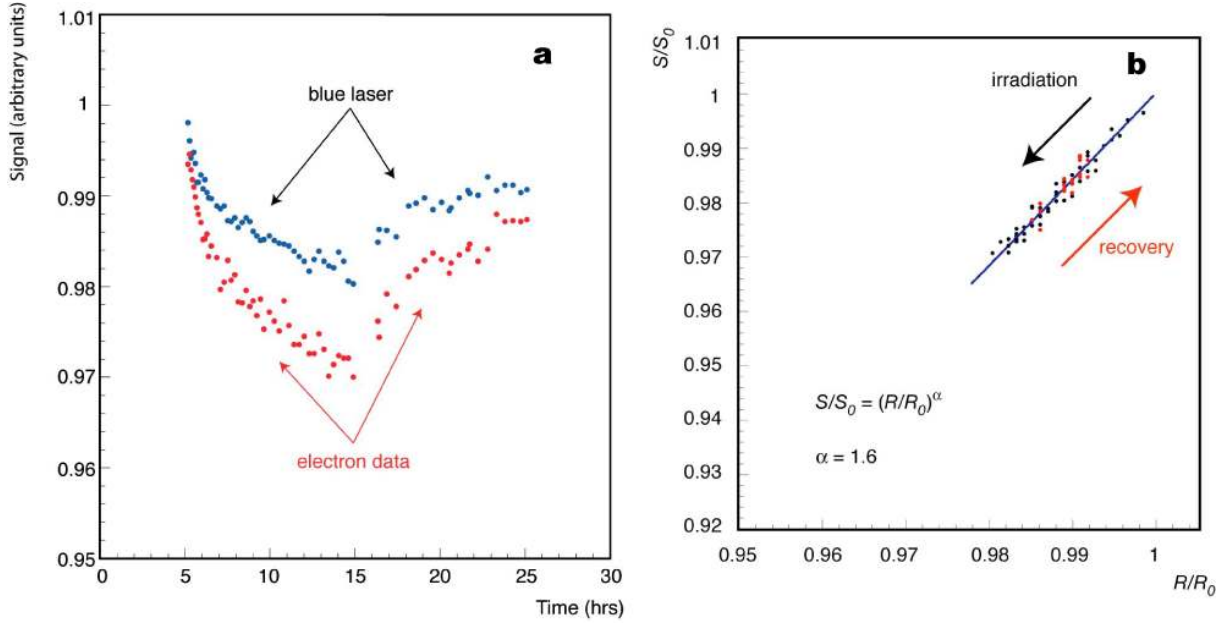 Signal (arbitrary units)
1.01
1
0.99
0.98
0.97
0.96
0.95
0
5
10
15
20
25
30
Time (hrs)
a
blue laser
electron data
S/S0
1.01
1
0.99
0.98
0.97
0.96
0.95
0.94
0.93
0.92
0.95
0.96
0.97
0.98
0.99
1
R/R0
b
irradiation
recovery
S/S0 = (R/R0)α
α = 1.6